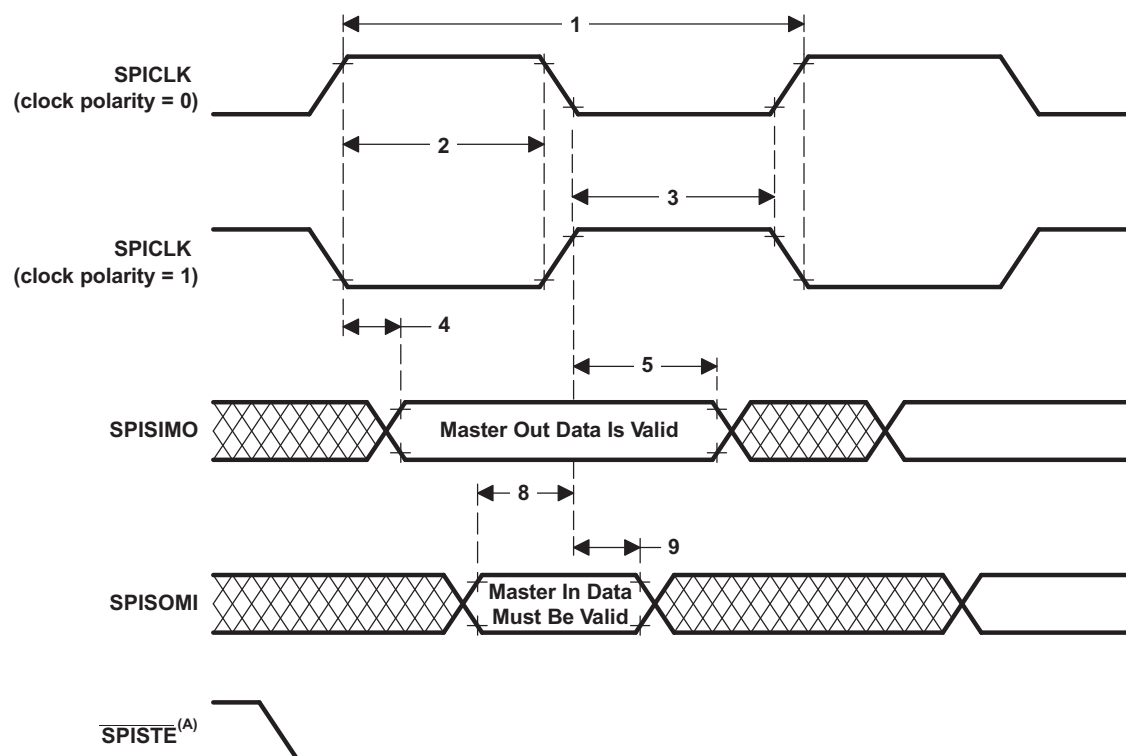 1
SPICLK
(clock polarity = 0)
2
3
SPICLK
(clock polarity = 1)
4
5
SPISIMO
Master Out Data Is Valid
8
9
SPISOMI
Master In Data
Must Be Valid
SPISTE(A)